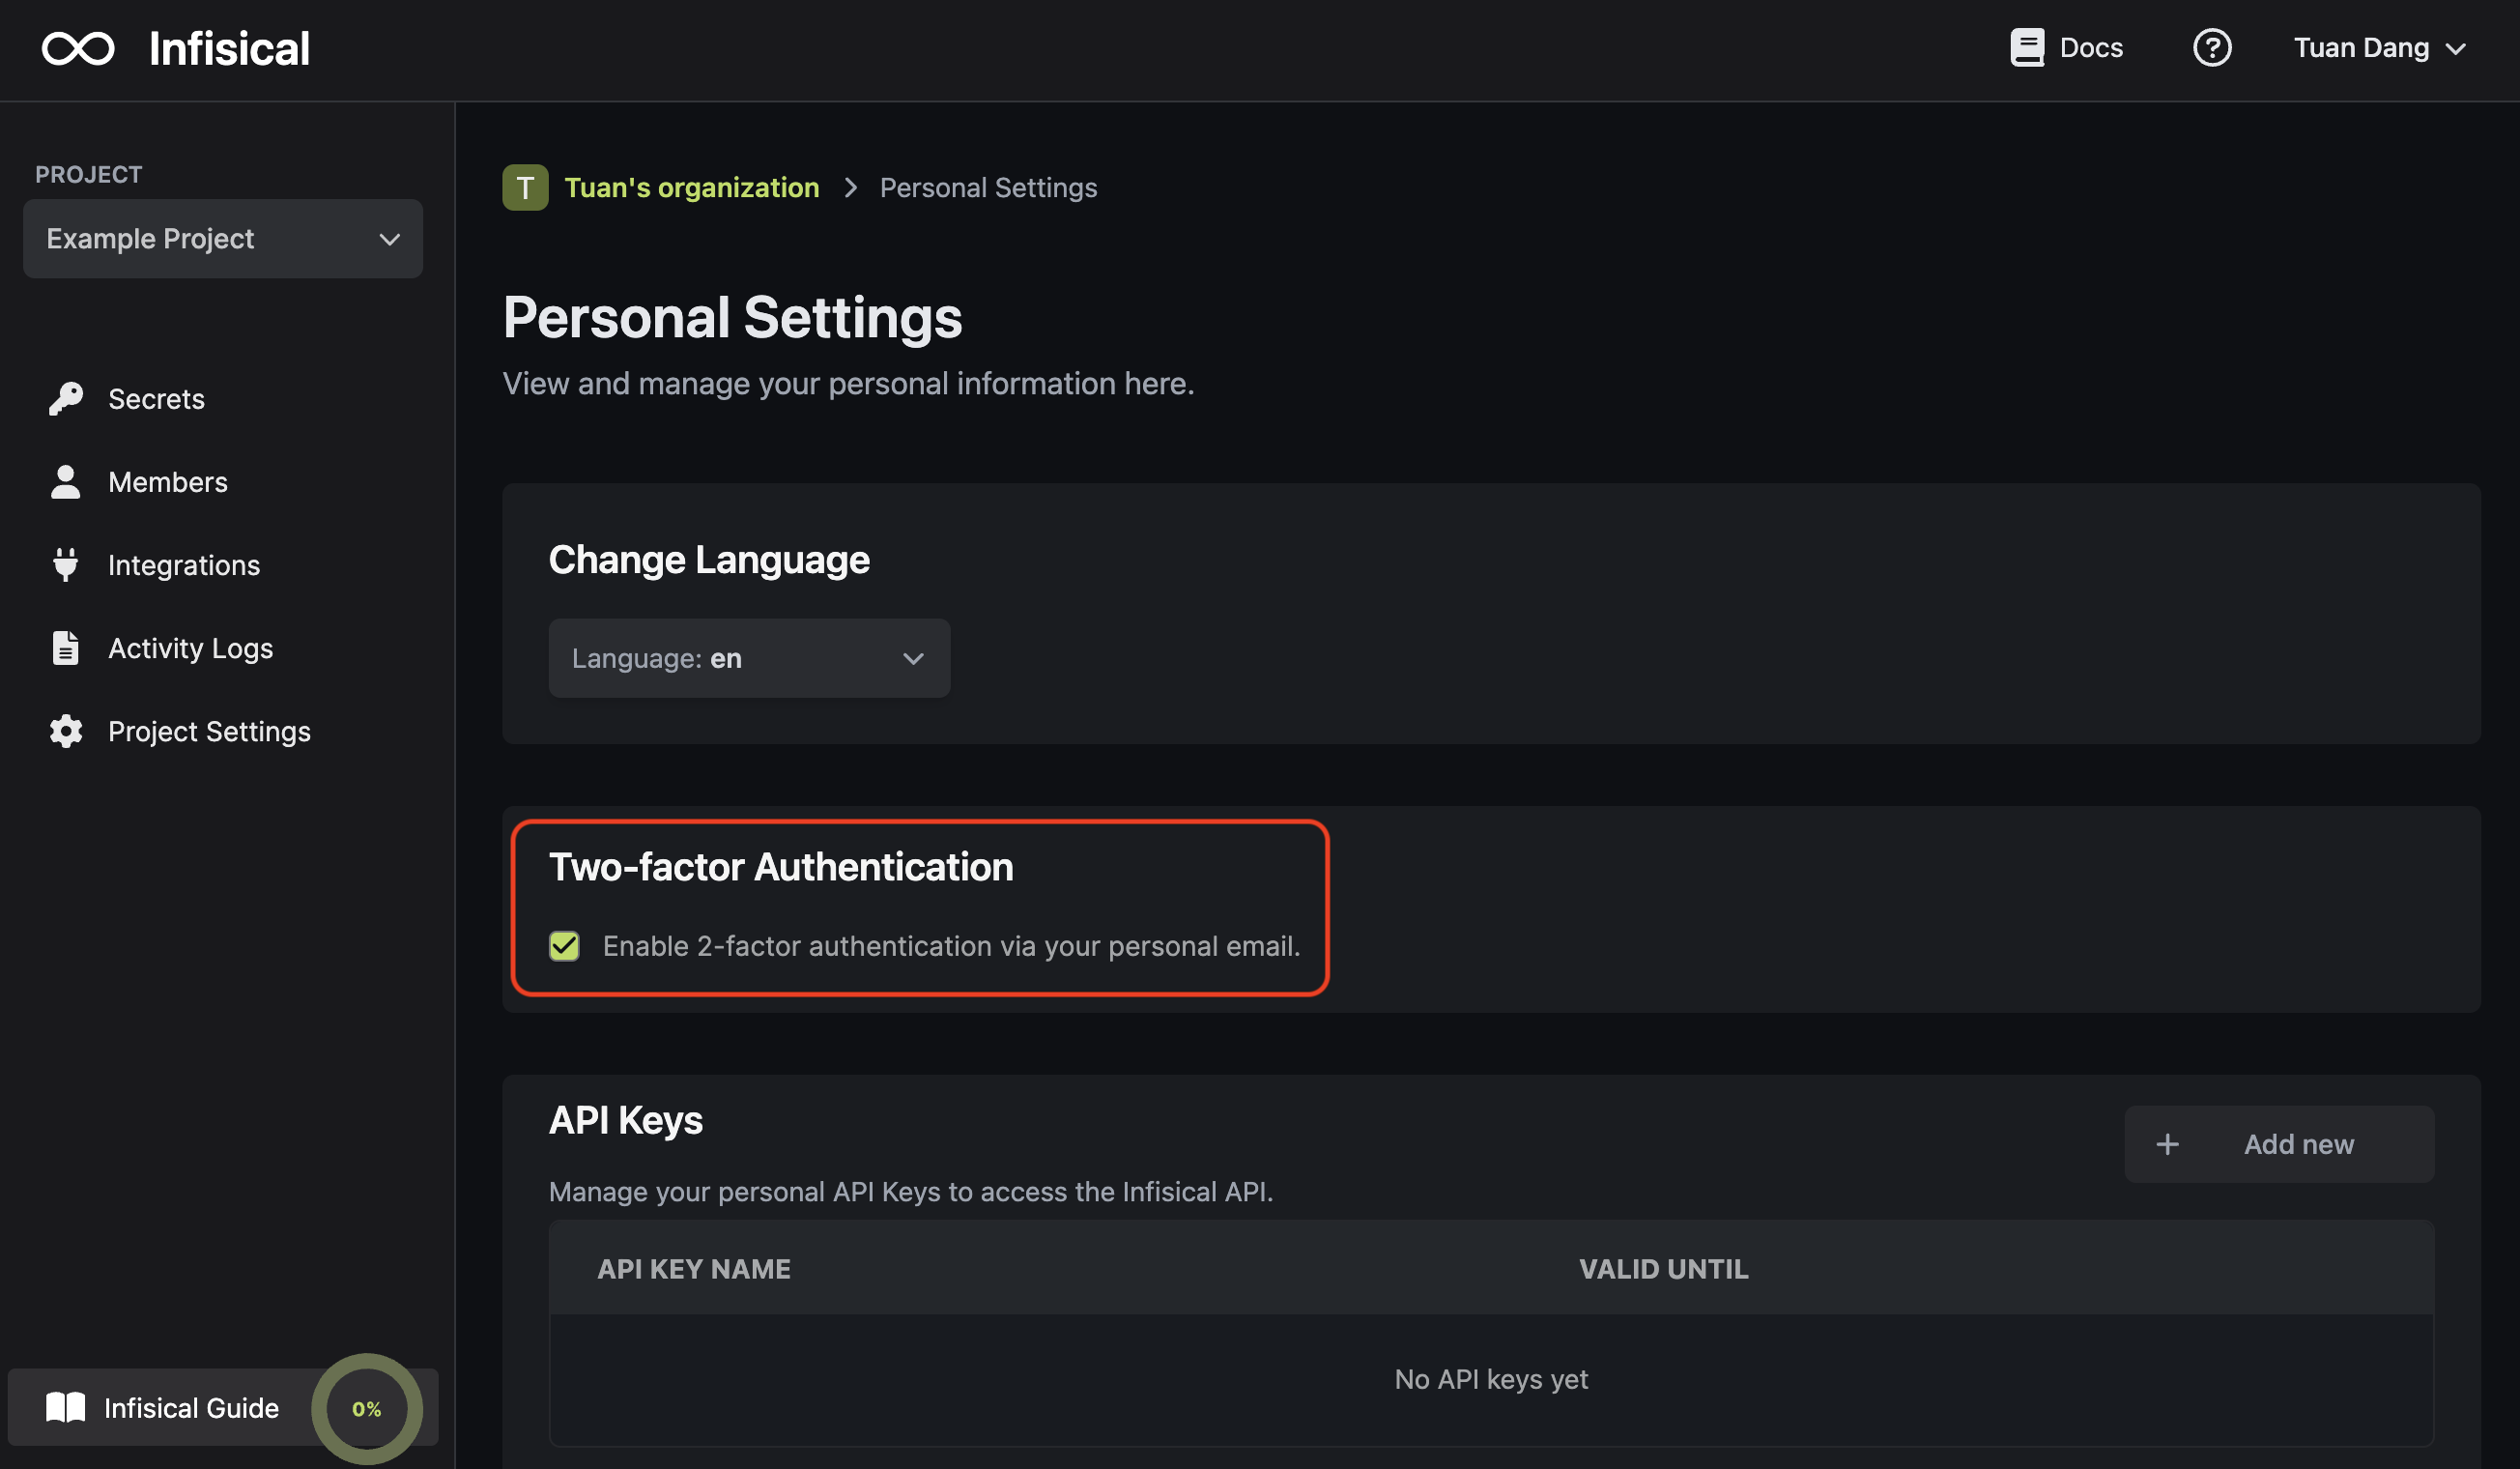 Infisical
Docs
Tuan Dang
PROJECT
Example Project
Secrets
Members
Integrations
Activity Logs
Project Settings
Infisical Guide
0%
T Tuan's organization > Personal Settings
Personal Settings
View and manage your personal information here.
Change Language
Language: en
Two-factor Authentication
Enable 2-factor authentication via your personal email.
API Keys
+ Add new
Manage your personal API Keys to access the Infisical API.
API KEY NAME VALID UNTIL
No API keys yet